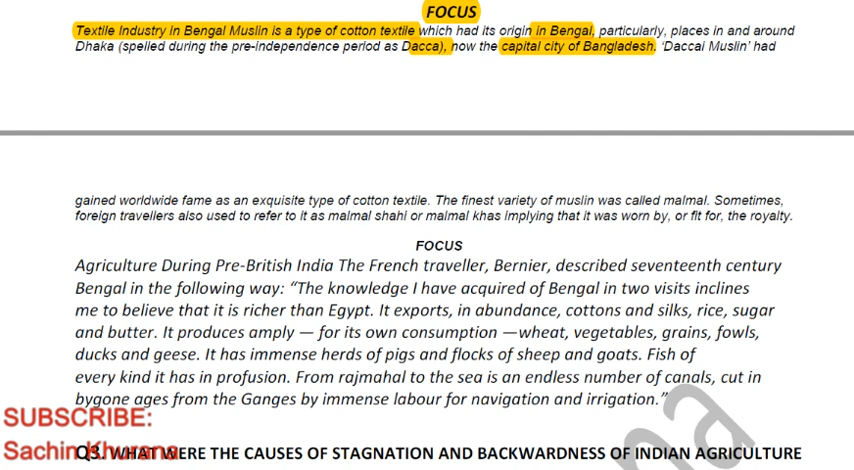 FOCUS
Textile Industry in Bengal Muslin is a type of cotton textile which had its origin in Bengal, particularly, places in and around
Dhaka (spelled during the pre-independence period as Dacca), now the capital city of Bangladesh. 'Daccai Muslin' had
gained worldwide fame as an exquisite type of cotton textile. The finest variety of muslin was called malmal. Sometimes,
foreign travellers also used to refer to it as malmal shahi or malmal khas implying that it was worn by, or fit for, the royalty.
FOCUS
Agriculture During Pre-British India The French traveller, Bernier, described seventeenth century
Bengal in the following way: “The knowledge I have acquired of Bengal in two visits inclines
me to believe that it is richer than Egypt. It exports, in abundance, cottons and silks, rice, sugar
and butter. It produces amply — for its own consumption —wheat, vegetables, grains, fowls,
ducks and geese. It has immense herds of pigs and flocks of sheep and goats. Fish of
every kind it has in profusion. From rajmahal to the sea is an endless number of canals, cut in
bygone ages from the Ganges by immense labour for navigation and irrigation.”
SUBSCRIBE:
Sachin Khurana
Q3. WHAT WERE THE CAUSES OF STAGNATION AND BACKWARDNESS OF INDIAN AGRICULTURE